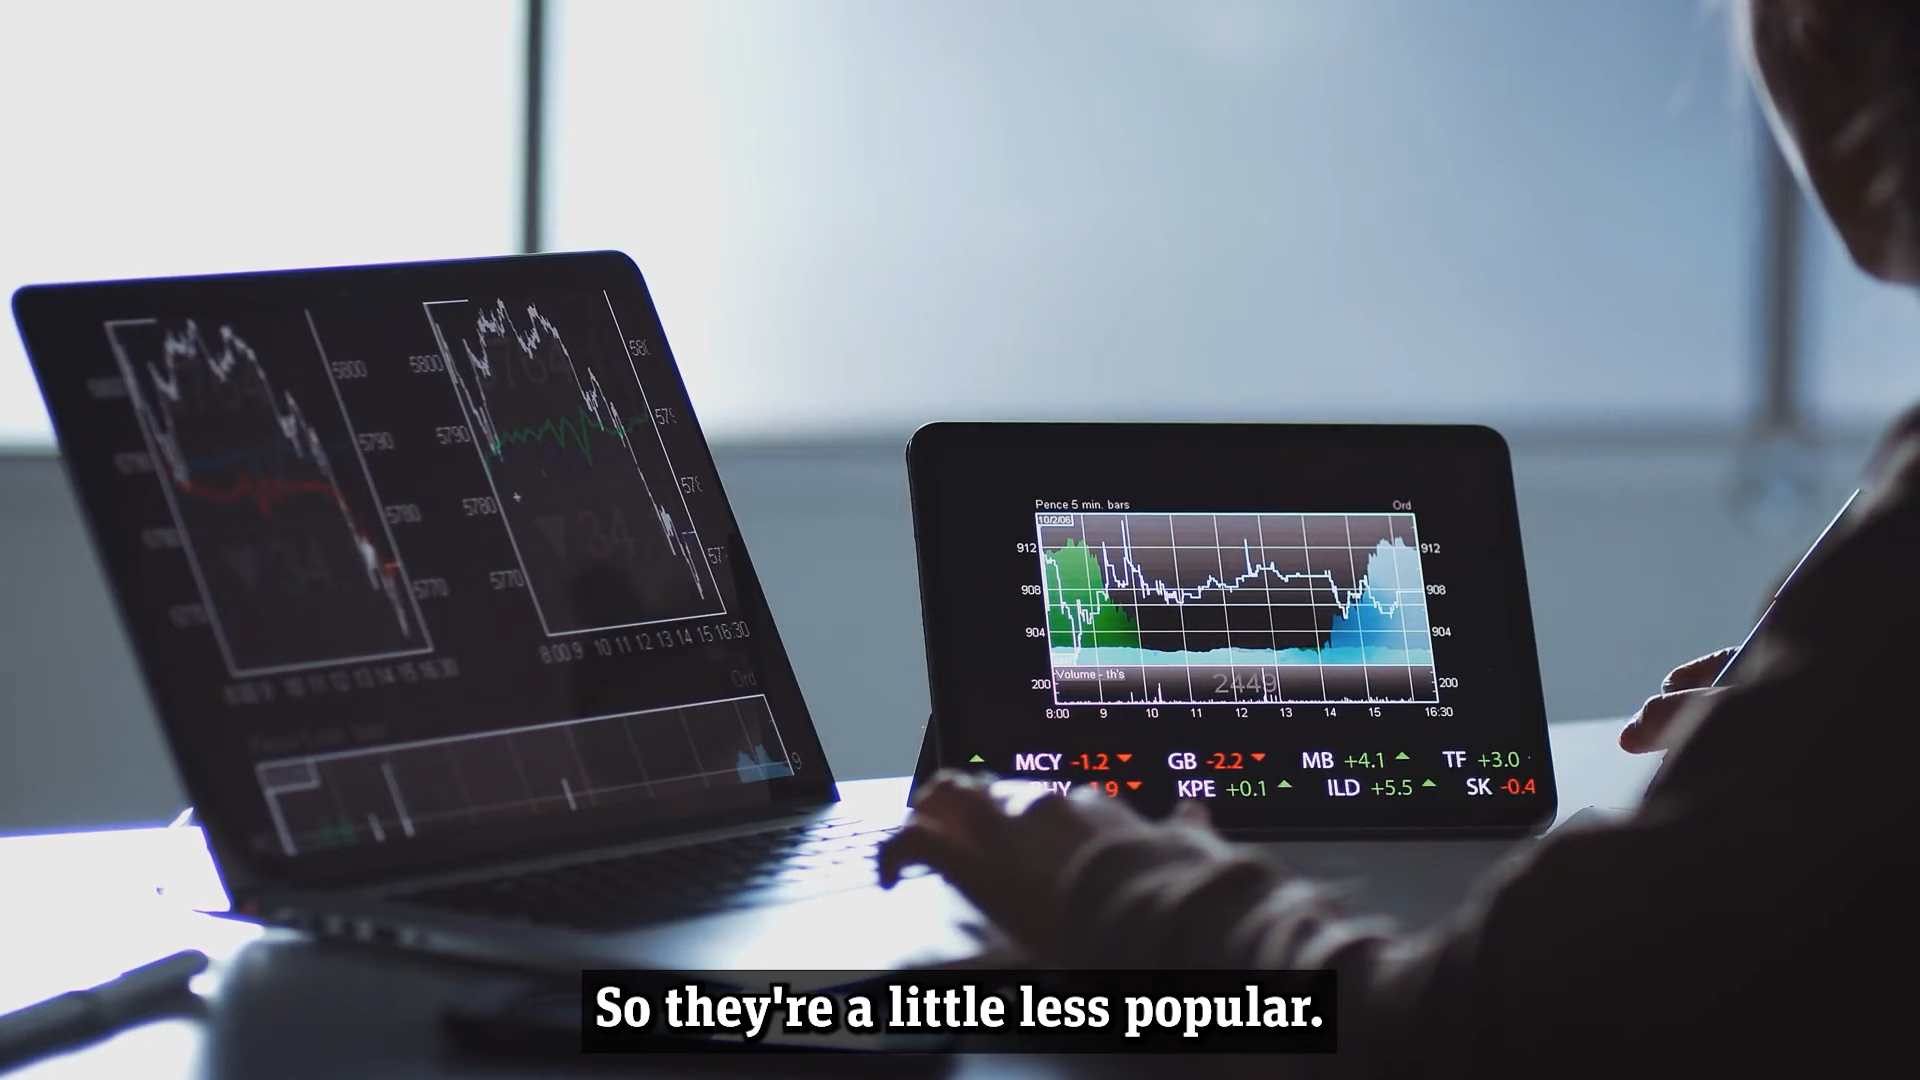 5800
5790
5780
5770
5800
5790
5780
5770
8:00 9 10 11 12 13 14 15 16:30
Ord
Pence 5 min. bars
Ord
10/2/06
912
912
908
908
904
904
Volume - th's
2449
200
200
8:00 9 10 11 12 13 14 15 16:30
MCY -1.2 GB -2.2 MB +4.1 TF +3.0
KPE +0.1 ILD +5.5 SK -0.4
So they're a little less popular.